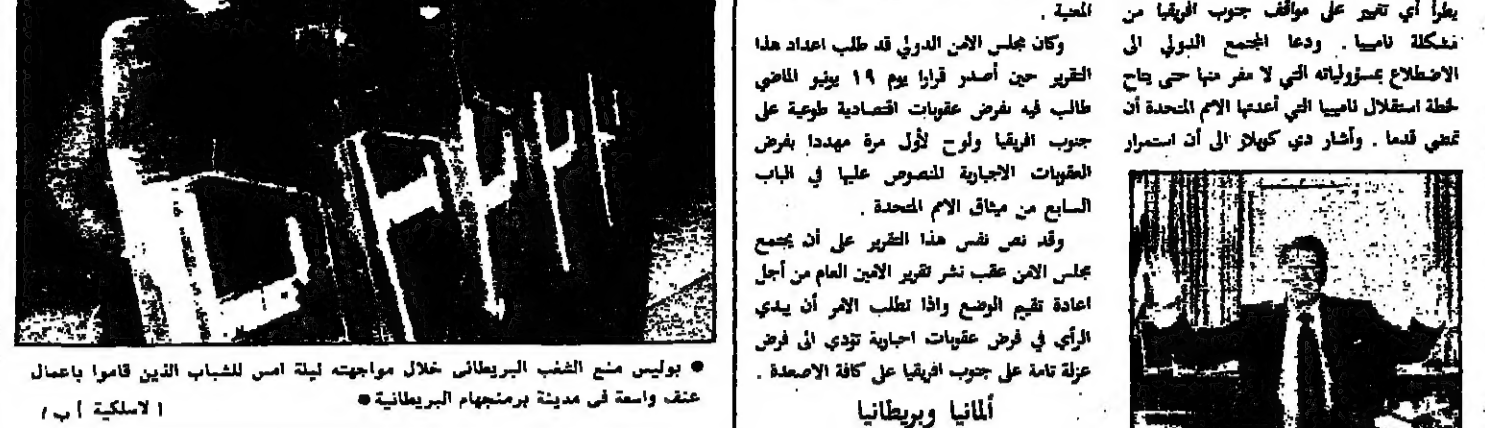 يطرأ أي تغيير على مواقف جنوب افريقيا من
مشكلة ناميبيا . ودعا المجتمع الدولي الى
الاضطلاع بمسؤولياته التي لا مفر منها حتى يتاح
لخطة استقلال ناميبيا التي أعدتها الامم المتحدة أن
تمضي قدما . وأشار دي كويلار الى أن استمرار
المعنية .
وكان مجلس الامن الدولي قد طلب اعداد هذا
التقرير حين أصدر قرارا يوم ١٩ يونيو الماضي
طالب فيه بفرض عقوبات اقتصادية طوعية على
جنوب افريقيا ولوح لأول مرة مهددا بفرض
العقوبات الاجبارية المنصوص عليها في الباب
السابع من ميثاق الامم المتحدة .
وقد نص نفس هذا التقرير على أن يجتمع
مجلس الامن عقب نشر تقرير الامين العام من أجل
اعادة تقيم الوضع واذا تطلب الامر أن يبدي
الرأي في فرض عقوبات اجبارية تؤدي الى فرض
عزلة تامة على جنوب افريقيا على كافة الاصعدة .
ألمانيا وبريطانيا
● بوليس منع الشغب البريطانى خلال مواجهته ليلة امس للشباب الذين قاموا باعمال
عنف واسعة فى مدينة برمنجهام البريطانية ●
( لاسلكية أ ب )